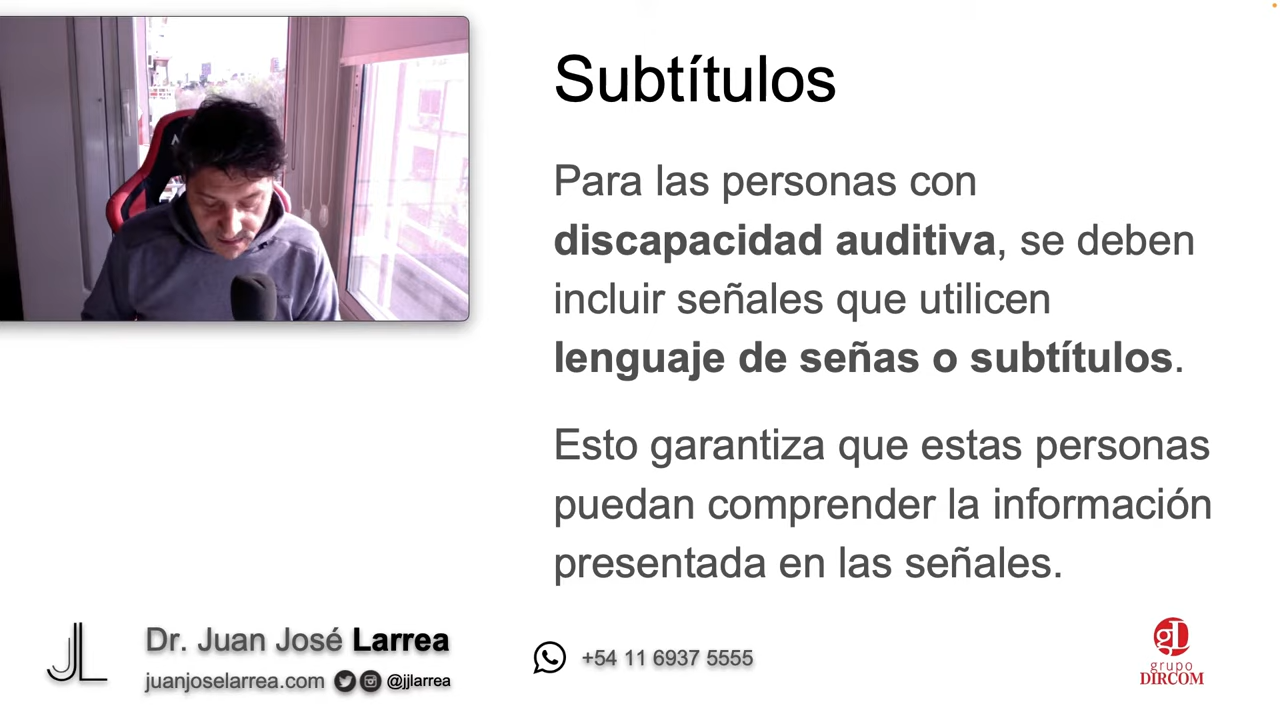 Subtítulos
Para las personas con
discapacidad auditiva, se deben
incluir señales que utilicen
lenguaje de señas o subtítulos.
Esto garantiza que estas personas
puedan comprender la información
presentada en las señales.
JL
Dr. Juan José Larrea
juanjoselarrea.com @jjlarrea
+54 11 6937 5555
gD
grupo
DIRCOM